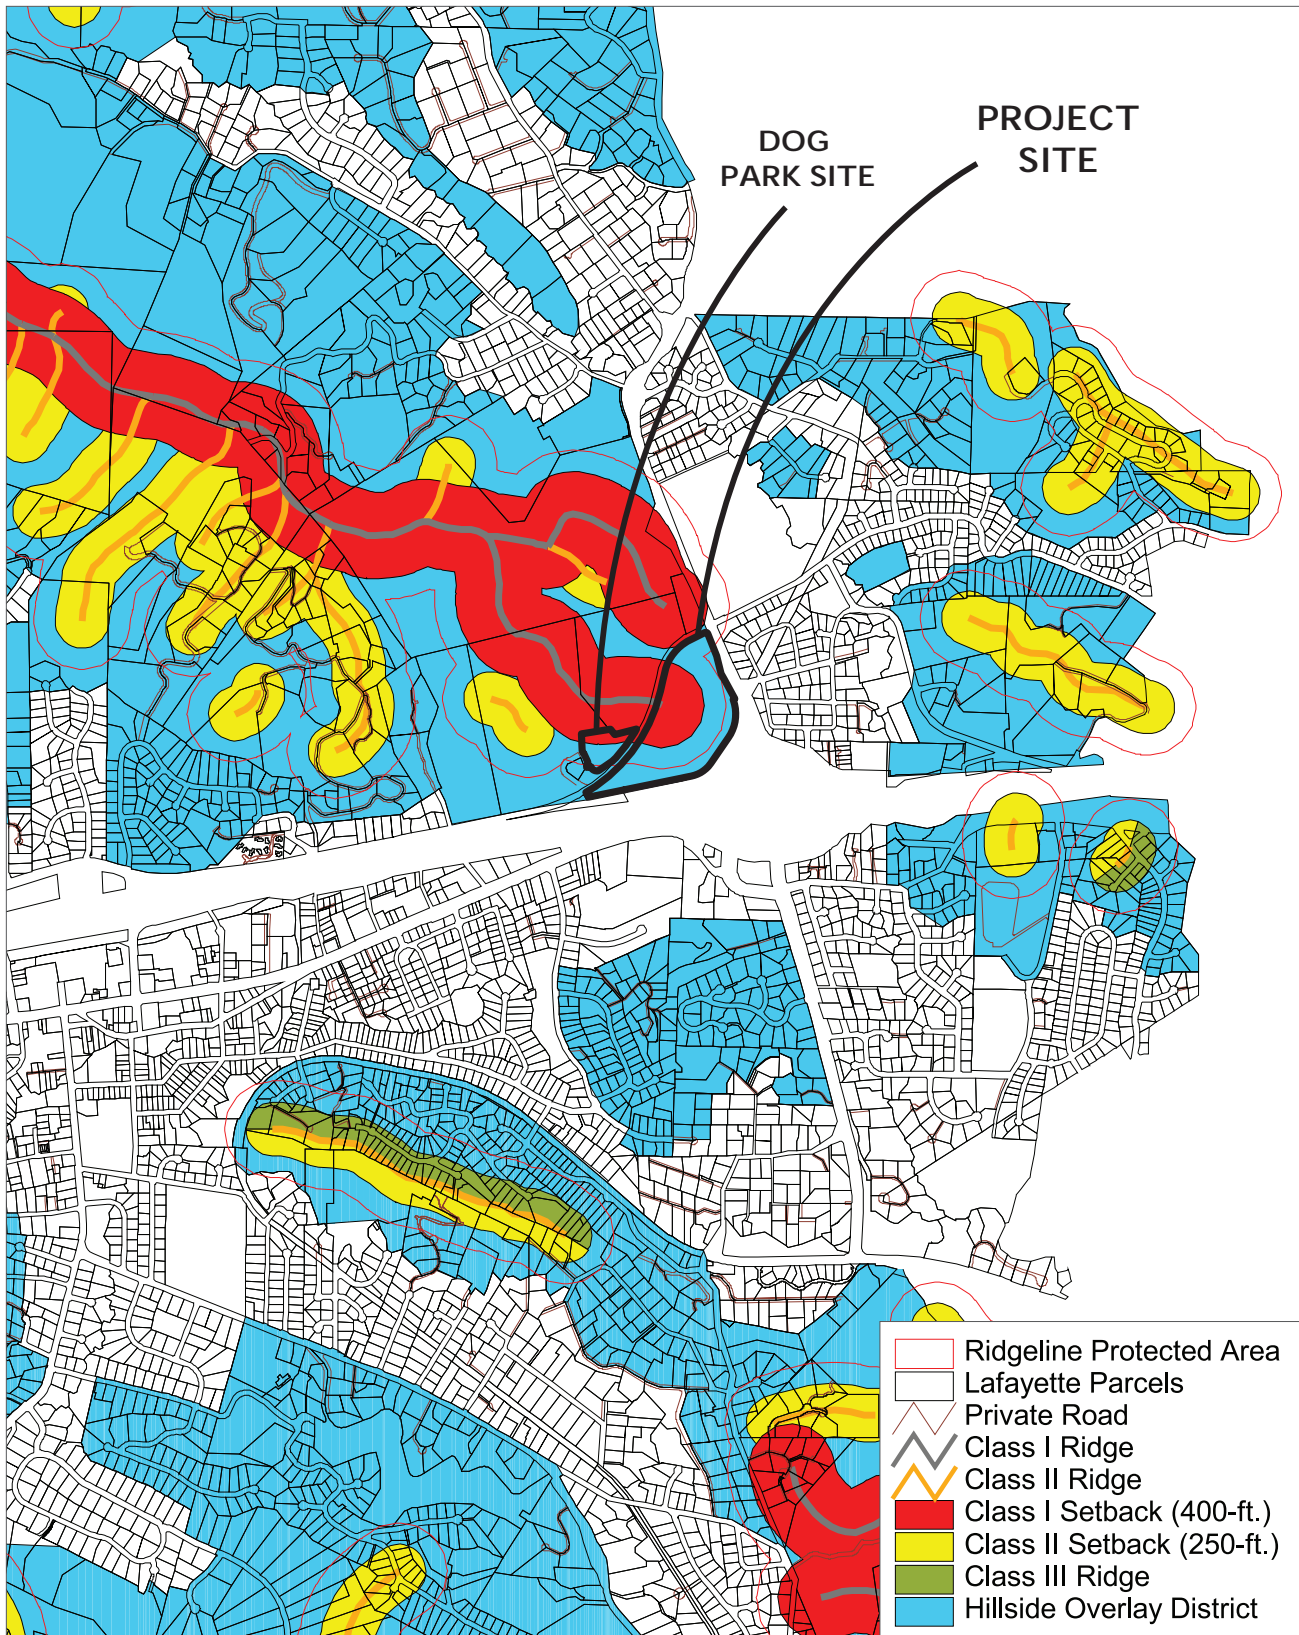 PROJECT
SITE
DOG
PARK SITE
Ridgeline Protected Area
Lafayette Parcels
Private Road
Class I Ridge
Class II Ridge
Class I Setback (400-ft.)
Class II Setback (250-ft.)
Class III Ridge
Hillside Overlay District